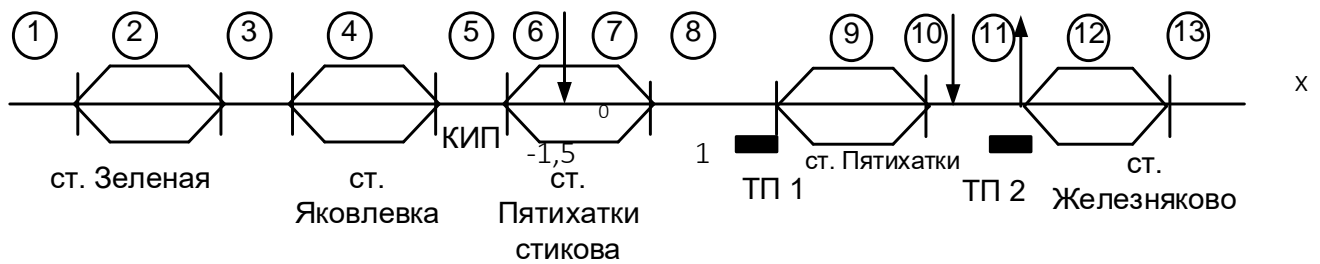 1 2 3 4 5 6 7 8 9 10 11 12 13
х
0
КИП
-1,5
1
ст. Зеленая
ст.
Яковлевка
ст.
Пятихатки
стикова
ТП 1
ст. Пятихатки
ТП 2
ст.
Железняково